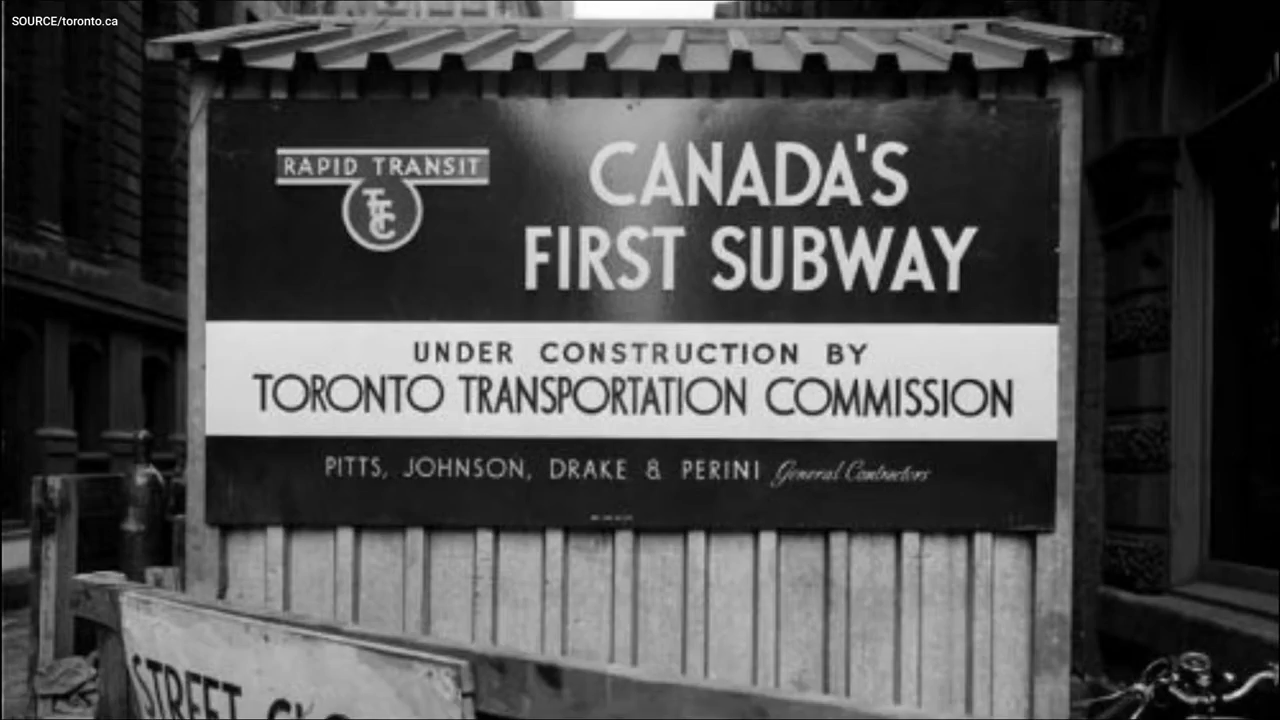 SOURCE/toronto.ca
RAPID TRANSIT
TTC
CANADA'S
FIRST SUBWAY
UNDER CONSTRUCTION BY
TORONTO TRANSPORTATION COMMISSION
PITTS, JOHNSON, DRAKE & PERINI General Contractors
STREET